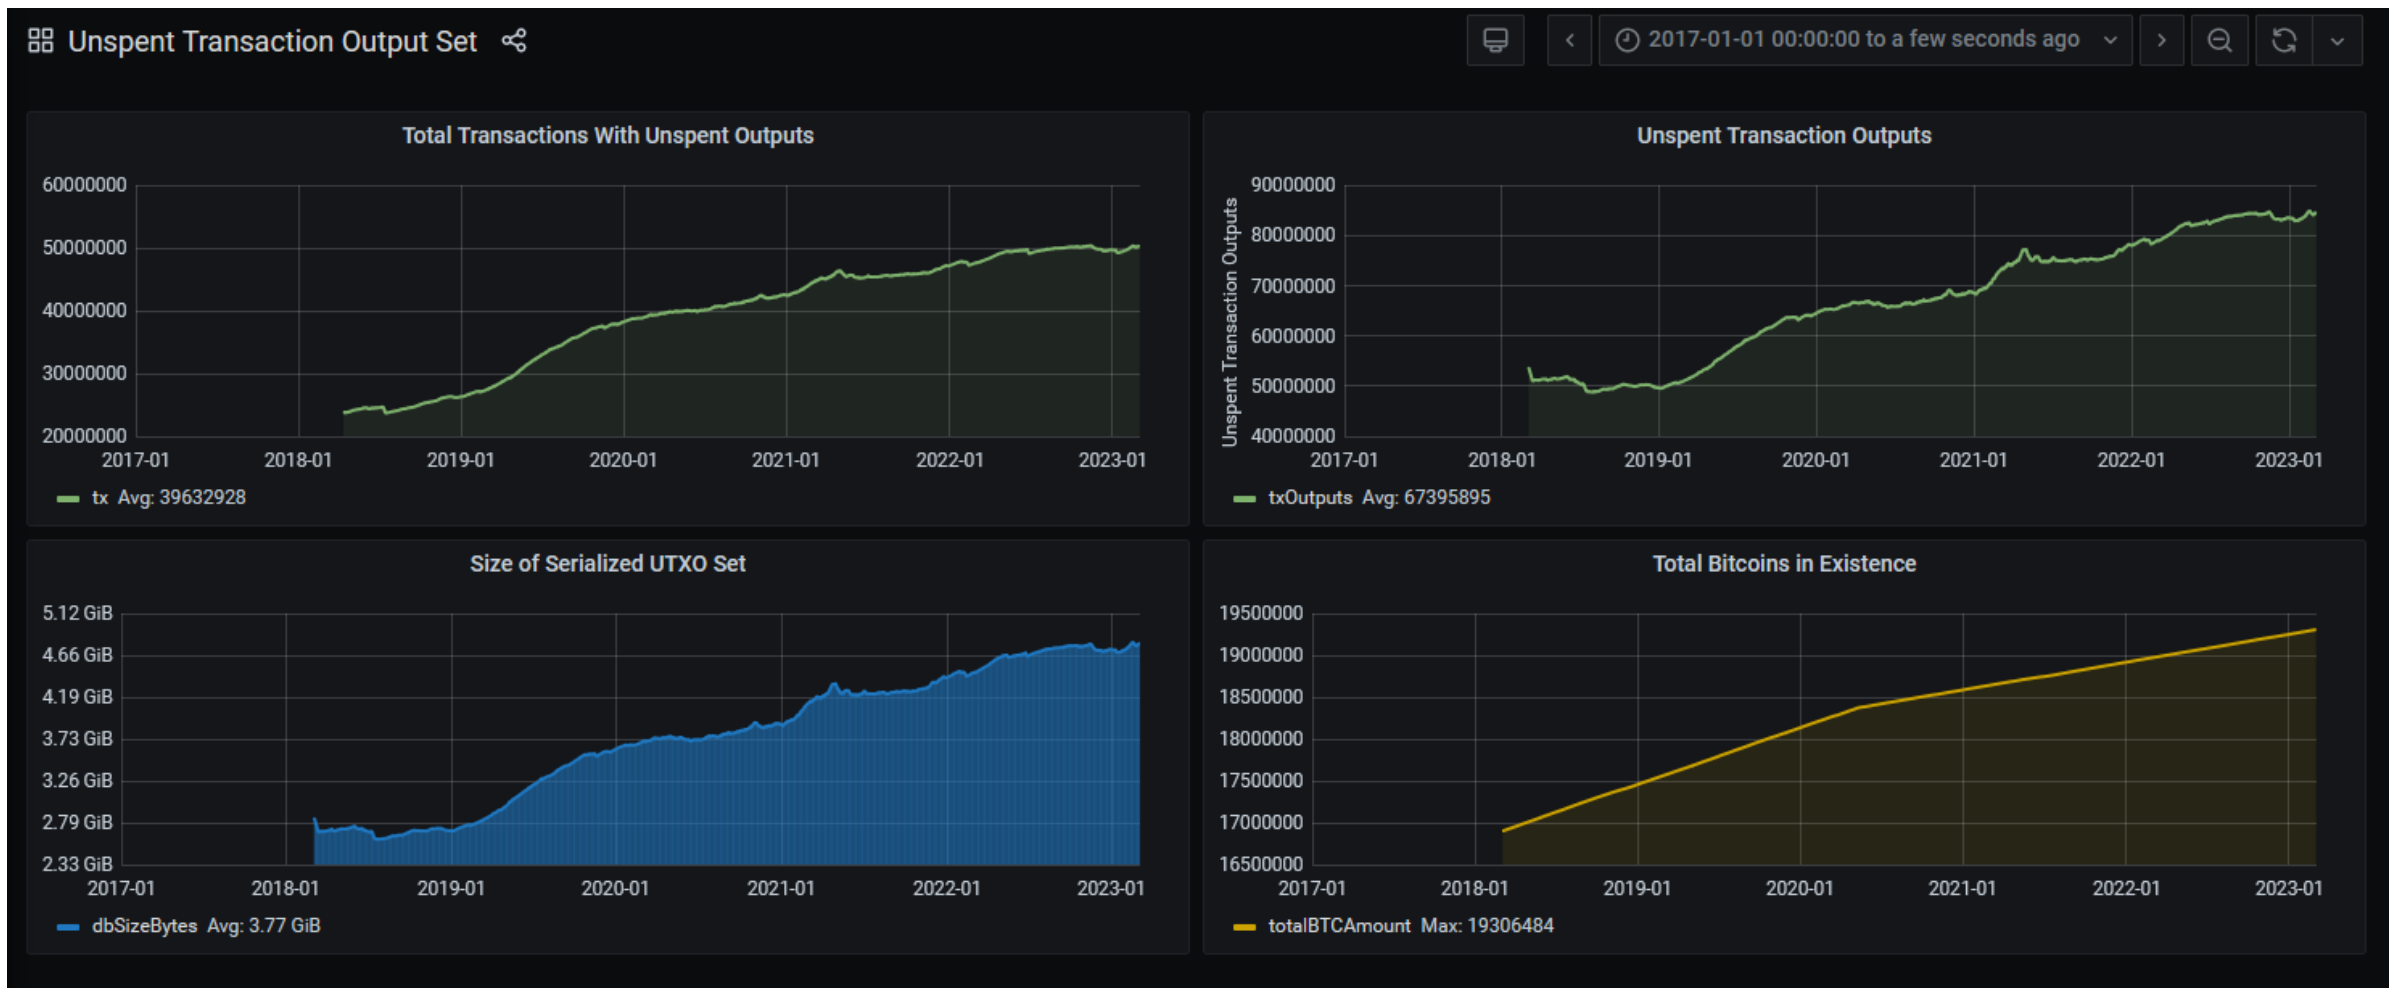 Unspent Transaction Output Set
2017-01-01 00:00:00 to a few seconds ago
Total Transactions With Unspent Outputs
60000000
50000000
40000000
30000000
20000000
2017-01 2018-01 2019-01 2020-01 2021-01 2022-01 2023-01
tx Avg: 39632928
Unspent Transaction Outputs
Unspent Transaction Outputs
90000000
80000000
70000000
60000000
50000000
40000000
2017-01 2018-01 2019-01 2020-01 2021-01 2022-01 2023-01
txOutputs Avg: 67395895
Size of Serialized UTXO Set
5.12 GiB
4.66 GiB
4.19 GiB
3.73 GiB
3.26 GiB
2.79 GiB
2.33 GiB
2017-01 2018-01 2019-01 2020-01 2021-01 2022-01 2023-01
dbSizeBytes Avg: 3.77 GiB
Total Bitcoins in Existence
19500000
19000000
18500000
18000000
17500000
17000000
16500000
2017-01 2018-01 2019-01 2020-01 2021-01 2022-01 2023-01
totalBTCAmount Max: 19306484